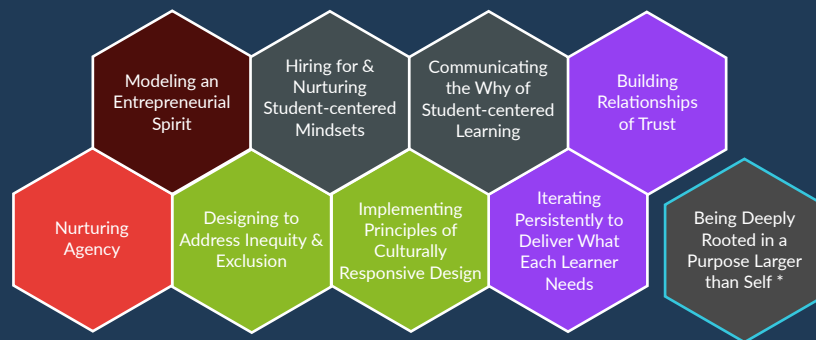 Modeling an
Entrepreneurial
Spirit
Hiring for &
Nurturing
Student-centered
Mindsets
Communicating
the Why of
Student-centered
Learning
Building
Relationships
of Trust
Nurturing
Agency
Designing to
Address Inequity &
Exclusion
Implementing
Principles of
Culturally
Responsive Design
Iterating
Persistently to
Deliver What
Each Learner
Needs
Being Deeply
Rooted in a
Purpose Larger
than Self *